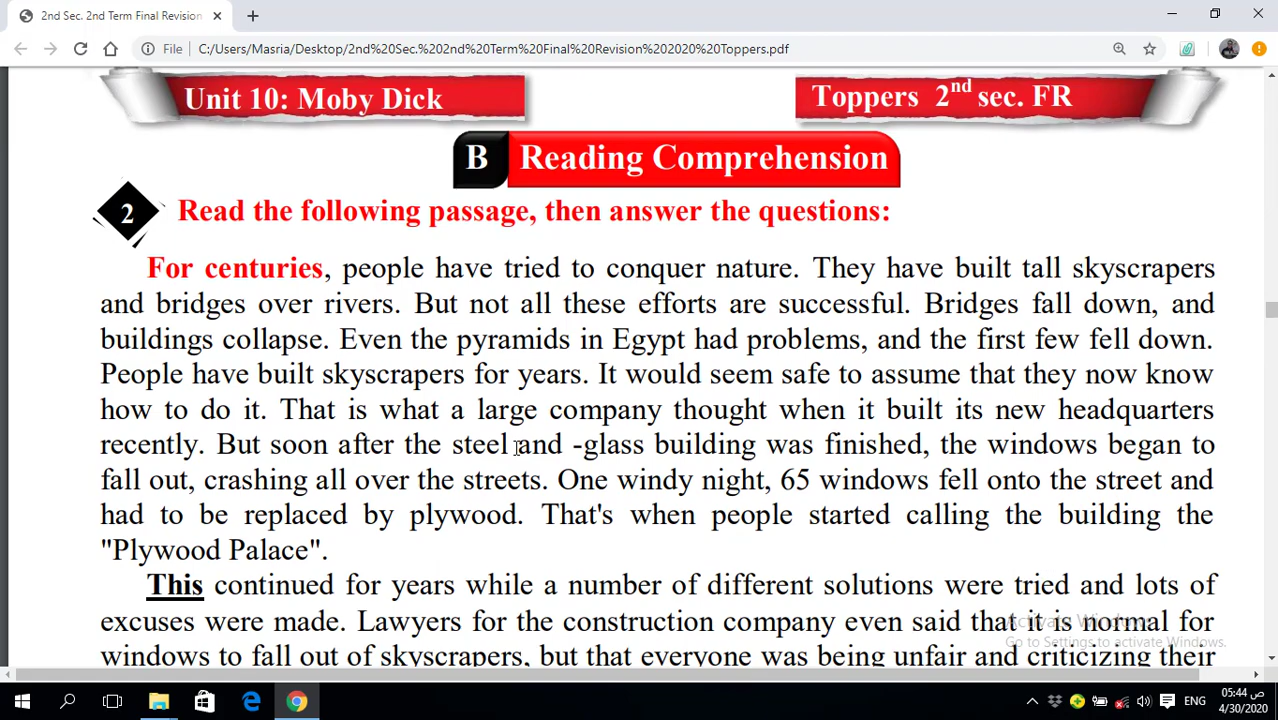 2nd Sec. 2nd Term Final Revision
File C:/Users/Masria/Desktop/2nd%20Sec.%202nd%20Term%20Final%20Revision%202020%20Toppers.pdf
Unit 10: Moby Dick
Toppers 2nd sec. FR
B Reading Comprehension
2 Read the following passage, then answer the questions:
For centuries, people have tried to conquer nature. They have built tall skyscrapers
and bridges over rivers. But not all these efforts are successful. Bridges fall down, and
buildings collapse. Even the pyramids in Egypt had problems, and the first few fell down.
People have built skyscrapers for years. It would seem safe to assume that they now know
how to do it. That is what a large company thought when it built its new headquarters
recently. But soon after the steel and -glass building was finished, the windows began to
fall out, crashing all over the streets. One windy night, 65 windows fell onto the street and
had to be replaced by plywood. That's when people started calling the building the
"Plywood Palace".
This continued for years while a number of different solutions were tried and lots of
excuses were made. Lawyers for the construction company even said that it is normal for
windows to fall out of skyscrapers, but that everyone was being unfair and criticizing their
Activate Windows
Go to Settings to activate Windows.
ENG
05:44 ص
4/30/2020